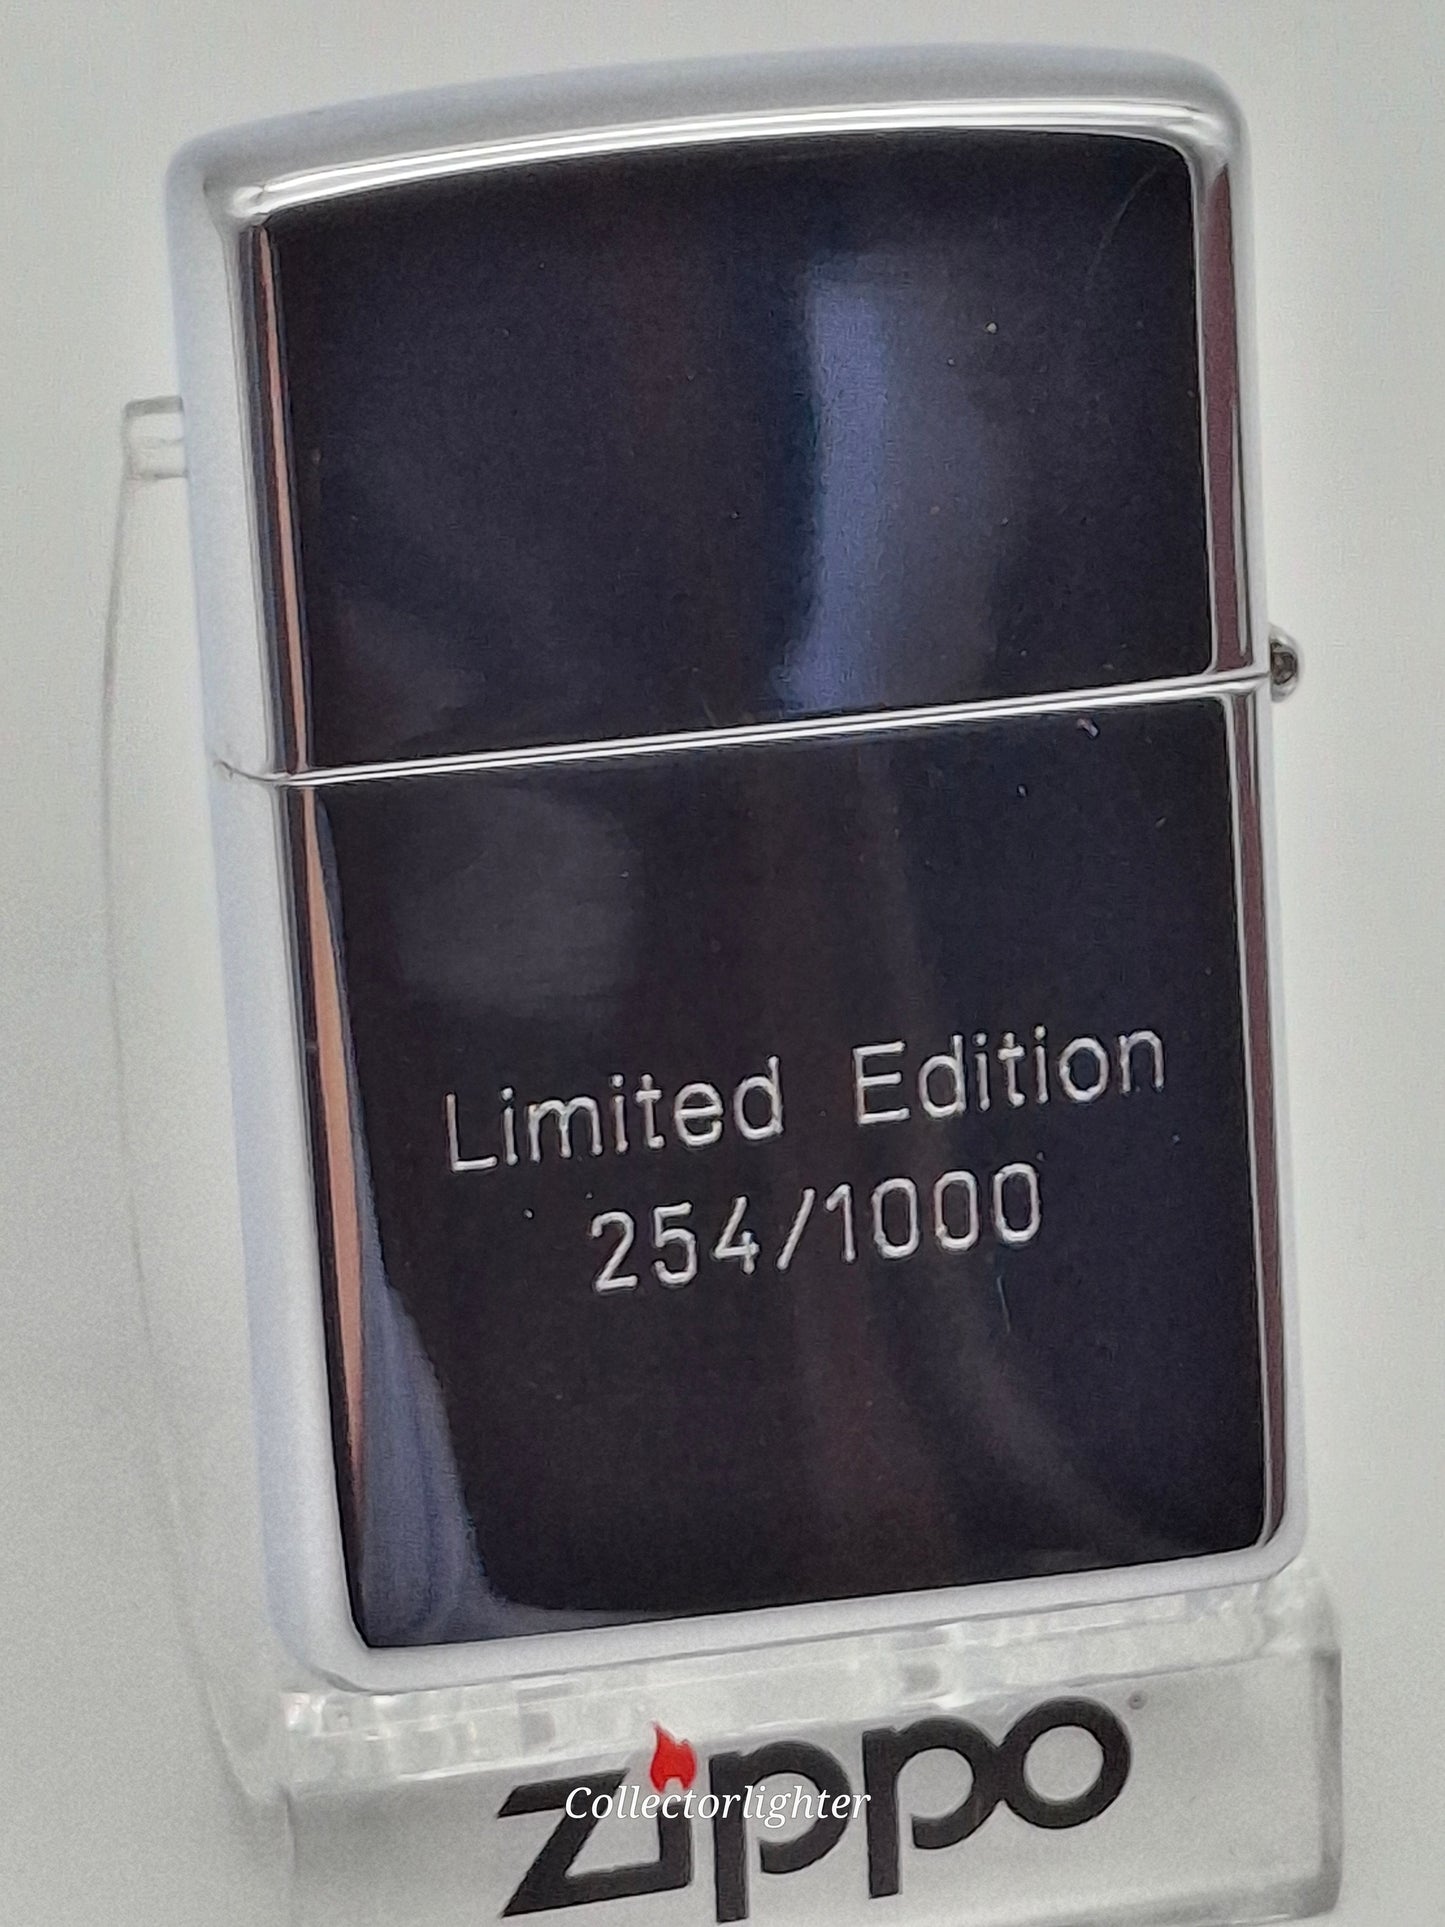 Limited Edition
254/1000
zippo
Collectorlighter